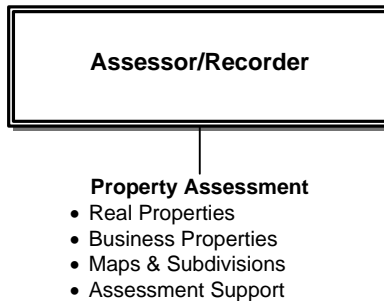 Assessor/Recorder
Property Assessment
• Real Properties
• Business Properties
• Maps & Subdivisions
• Assessment Support